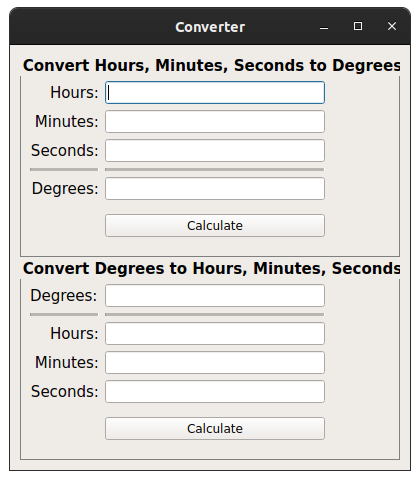 Converter
Convert Hours, Minutes, Seconds to Degrees
Hours:
Minutes:
Seconds:
Degrees:
Calculate
Convert Degrees to Hours, Minutes, Seconds
Degrees:
Hours:
Minutes:
Seconds:
Calculate